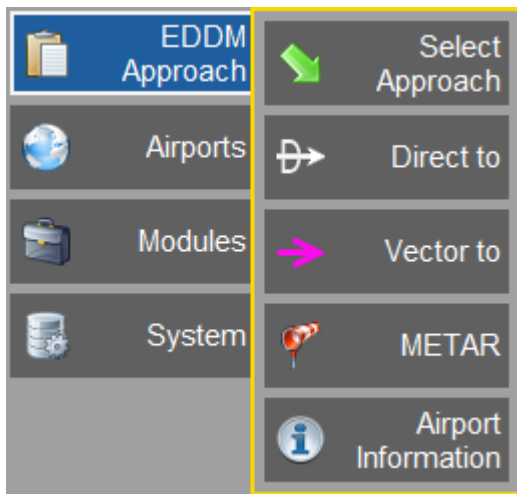 EDDM
Approach
Airports
Modules
System
Select
Approach
Direct to
Vector to
METAR
Airport
Information